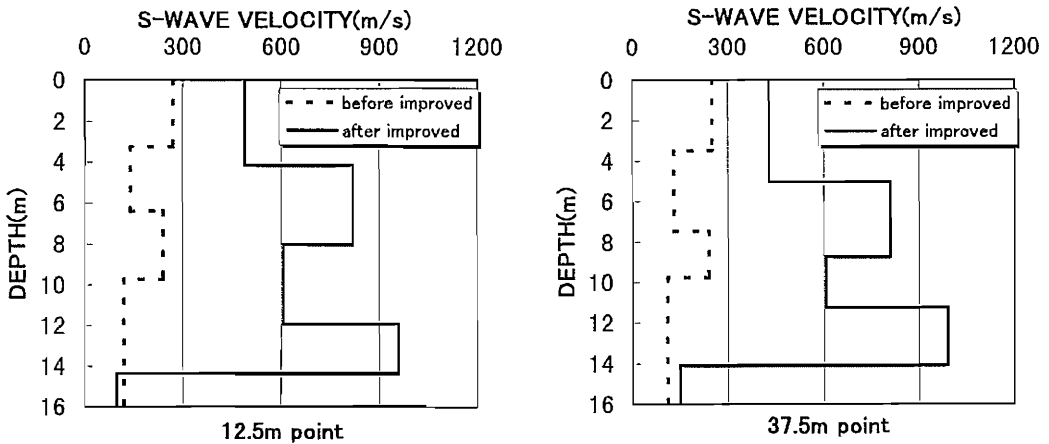 S-WAVE VELOCITY(m/s)
0 300 600 900 1200
DEPTH(m)
0
2
4
6
8
10
12
14
16
before improved
after improved
12.5m point
S-WAVE VELOCITY(m/s)
0 300 600 900 1200
DEPTH(m)
0
2
4
6
8
10
12
14
16
before improved
after improved
37.5m point